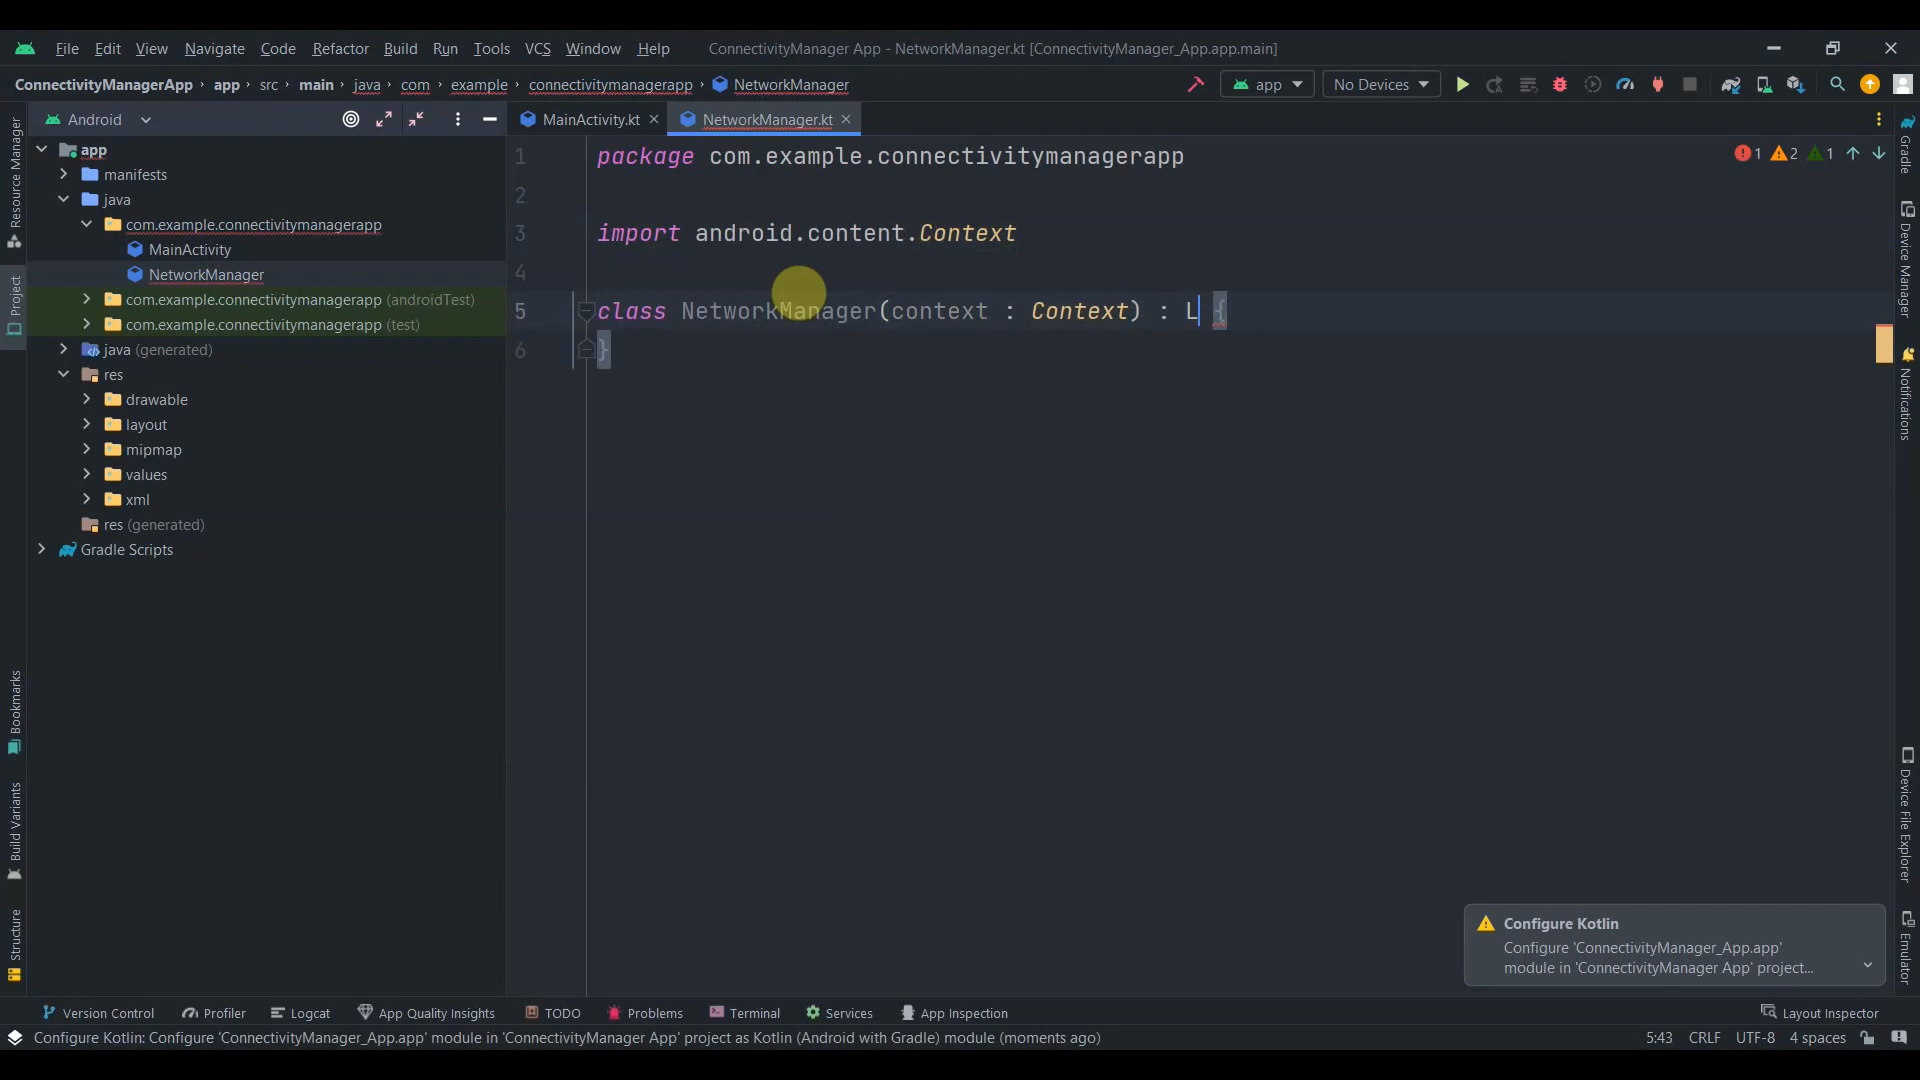 File Edit View Navigate Code Refactor Build Run Tools VCS Window Help ConnectivityManager App - NetworkManager.kt [ConnectivityManager_App.app.main]
ConnectivityManagerApp app src main java com example connectivitymanagerapp NetworkManager app No Devices
Android MainActivity.kt NetworkManager.kt
app
manifests
java
com.example.connectivitymanagerapp
MainActivity
NetworkManager
com.example.connectivitymanagerapp (androidTest)
com.example.connectivitymanagerapp (test)
java (generated)
res
drawable
layout
mipmap
values
xml
res (generated)
Gradle Scripts
1 package com.example.connectivitymanagerapp
2
3 import android.content.Context
4
5 class NetworkManager(context : Context) : L {
6 }
1 2 1
Resource Manager
Project
Bookmarks
Build Variants
Structure
Gradle
Device Manager
Notifications
Device File Explorer
Emulator
Configure Kotlin
Configure 'ConnectivityManager_App.app'
module in 'ConnectivityManager App' project...
Version Control Profiler Logcat App Quality Insights TODO Problems Terminal Services App Inspection Layout Inspector
Configure Kotlin: Configure 'ConnectivityManager_App.app' module in 'ConnectivityManager App' project as Kotlin (Android with Gradle) module (moments ago) 5:43 CRLF UTF-8 4 spaces